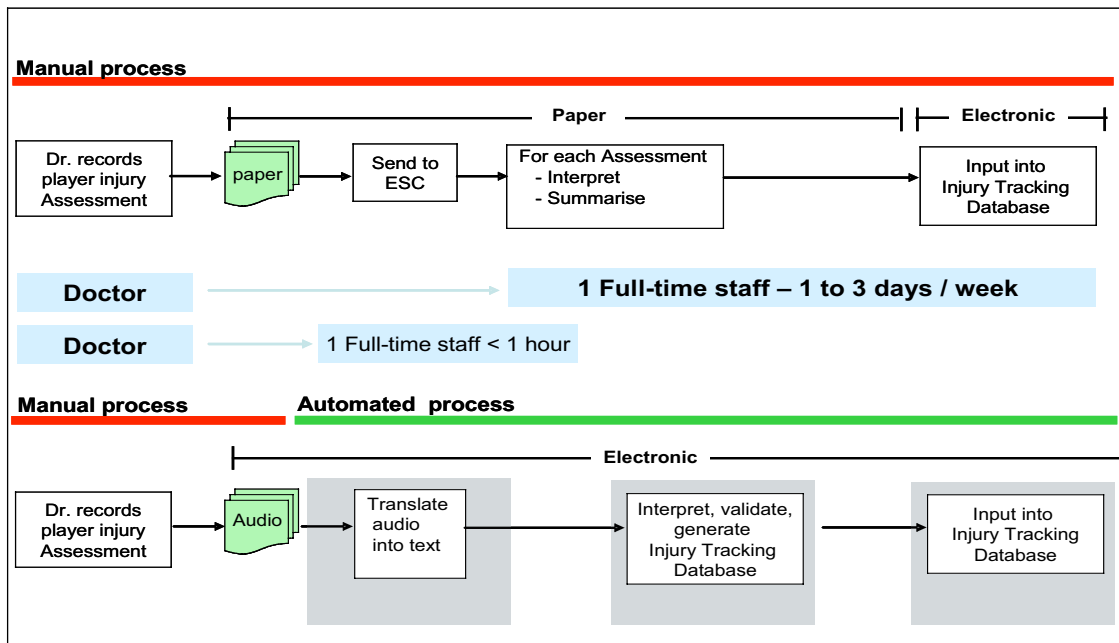 Manual process
Paper
Electronic
Dr. records
player injury
Assessment
paper
Send to
ESC
For each Assessment
- Interpret
- Summarise
Input into
Injury Tracking
Database
Doctor
1 Full-time staff – 1 to 3 days / week
Doctor
1 Full-time staff < 1 hour
Manual process
Automated process
Electronic
Dr. records
player injury
Assessment
Audio
Translate
audio
into text
Interpret, validate,
generate
Injury Tracking
Database
Input into
Injury Tracking
Database